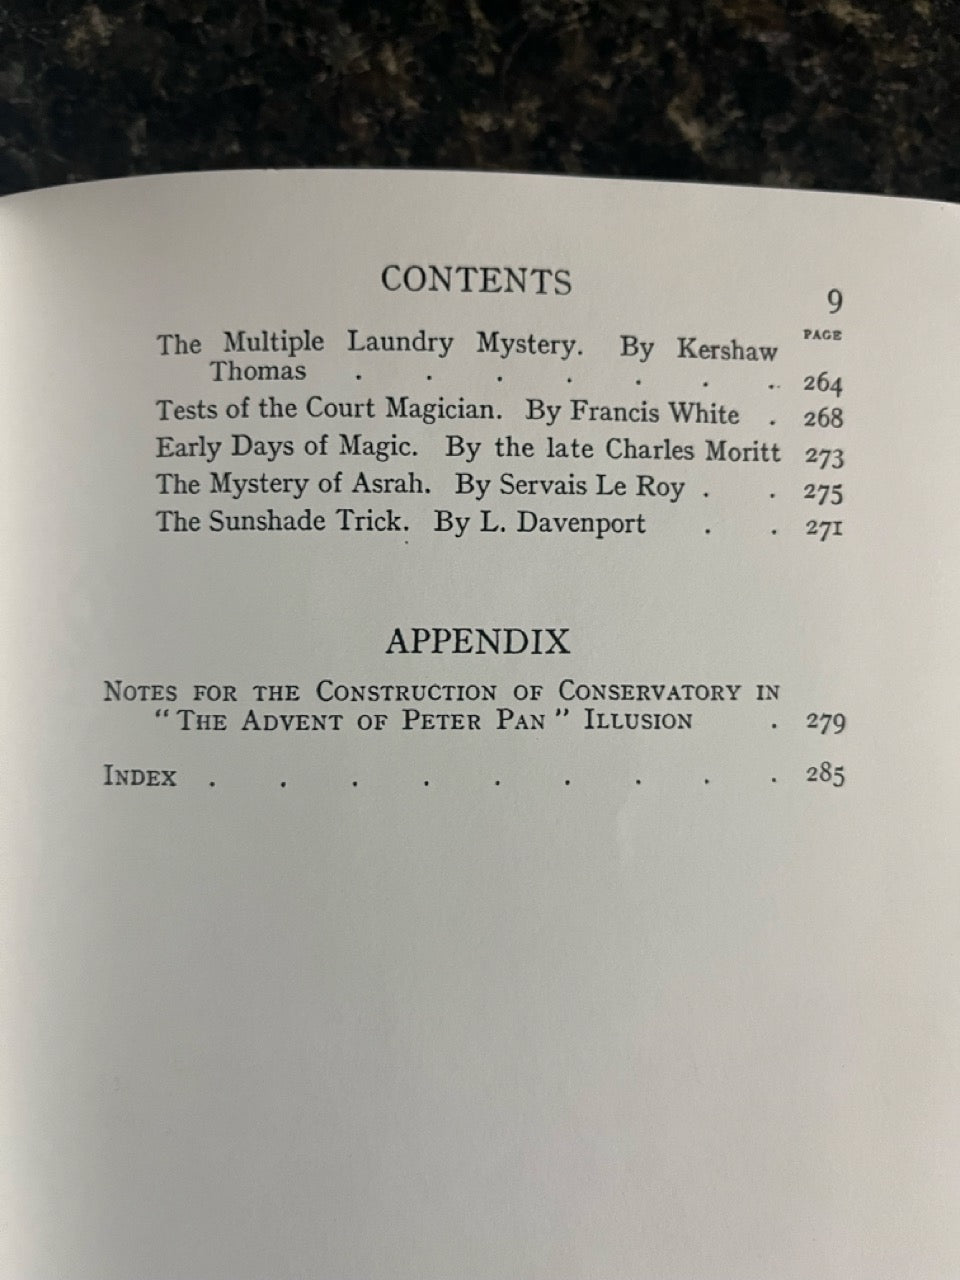 CONTENTS
9
PAGE
The Multiple Laundry Mystery. By Kershaw
Thomas . . . . . . . 264
Tests of the Court Magician. By Francis White . 268
Early Days of Magic. By the late Charles Moritt 273
The Mystery of Asrah. By Servais Le Roy . . 275
The Sunshade Trick. By L. Davenport . . 271
APPENDIX
NOTES FOR THE CONSTRUCTION OF CONSERVATORY IN
“THE ADVENT OF PETER PAN” ILLUSION . 279
INDEX . . . . . . . . . 285